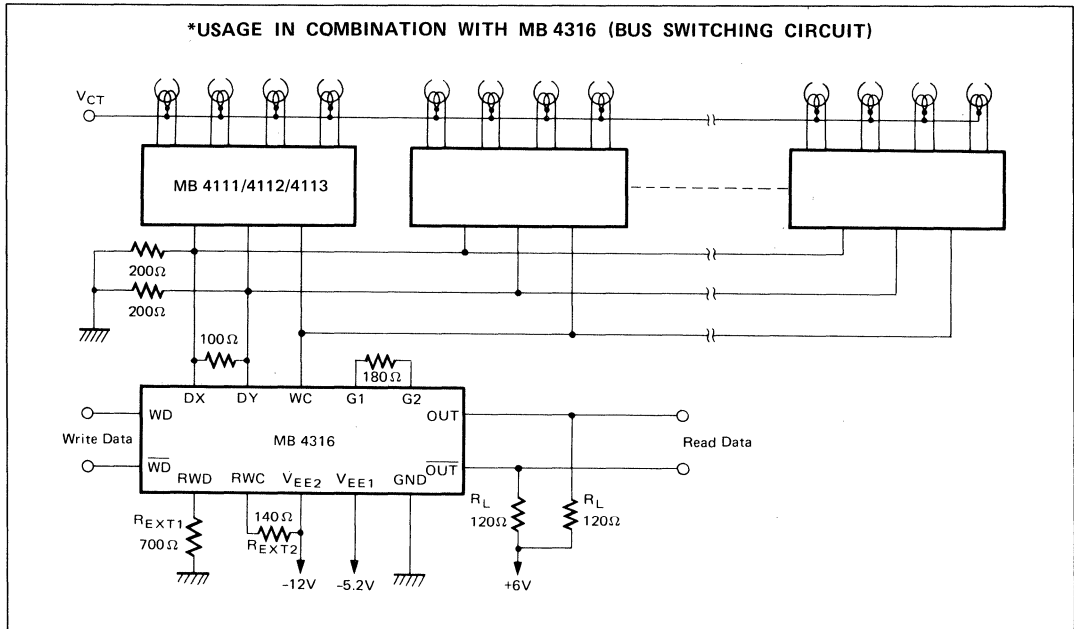 *USAGE IN COMBINATION WITH MB 4316 (BUS SWITCHING CIRCUIT)
VCT
MB 4111/4112/4113
200Ω
200Ω
100Ω
180Ω
DX DY WC G1 G2
WD
OUT
Write Data
MB 4316
Read Data
W̅D̅
O̅U̅T̅
RWD RWC VEE2 VEE1 GND
REXT1
700Ω
140Ω
REXT2
RL
120Ω
RL
120Ω
-12V
-5.2V
+6V